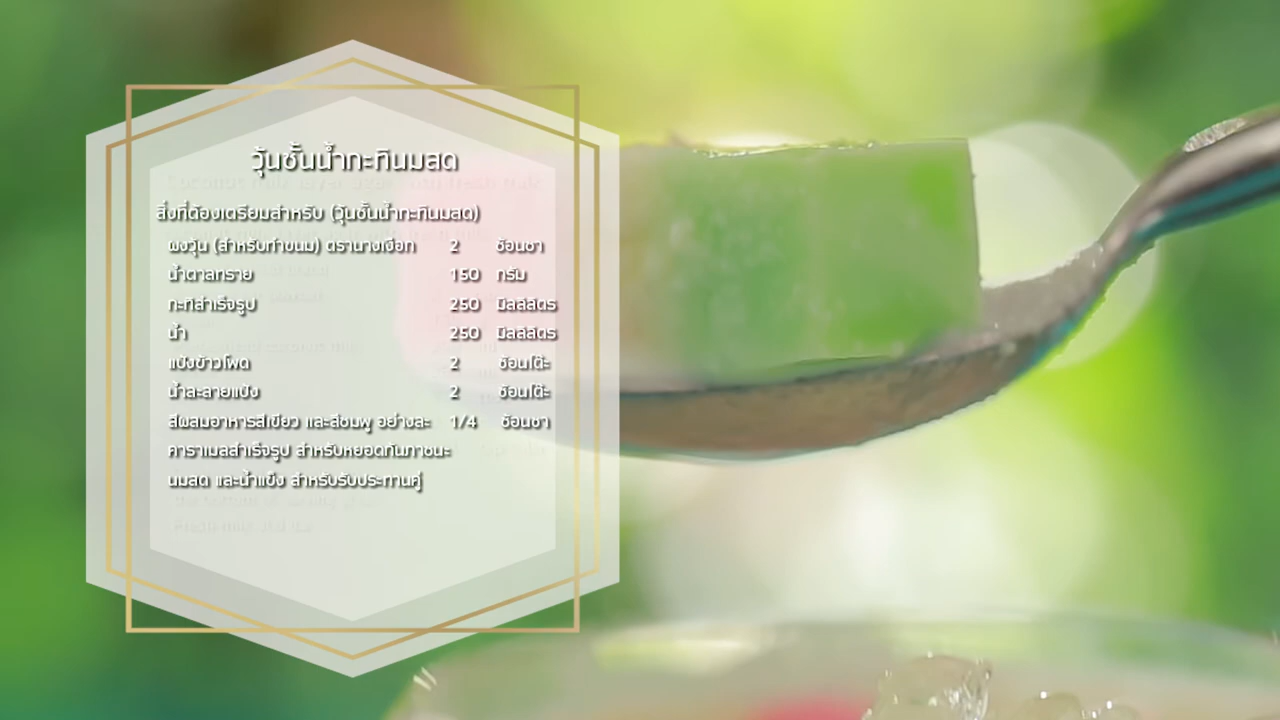 วุ้นชั้นน้ำกะทินมสด
สิ่งที่ต้องเตรียมสำหรับ (วุ้นชั้นน้ำกะทินมสด)
ผงวุ้น (สำหรับทำขนม) ตรานางเงือก 2 ช้อนชา
น้ำตาลทราย 150 กรัม
กะทิสำเร็จรูป 250 มิลลลิตร
น้ำ 250 มิลลลิตร
แป้งข้าวโพด 2 ช้อนโต๊ะ
น้ำละลายแป้ง 2 ช้อนโต๊ะ
สีผสมอาหารสีเขียว และสีชมพู อย่างละ 1/4 ช้อนชา
คาราเมลสำเร็จรูป สำหรับหยอดก้นภาชนะ
นมสด และน้ำแข็ง สำหรับรับประทานคู่